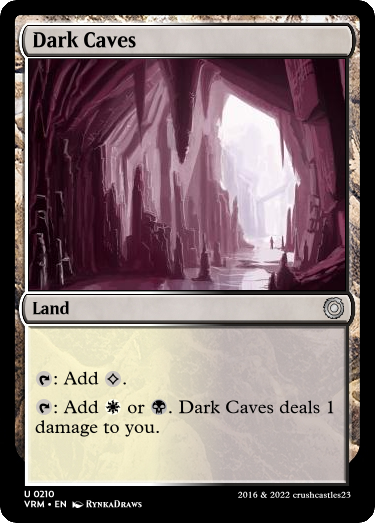 Dark Caves
Land
: Add .
: Add or . Dark Caves deals 1
damage to you.
U 0210
VRM • EN RynkaDraws
2016 & 2022 crushcastles23